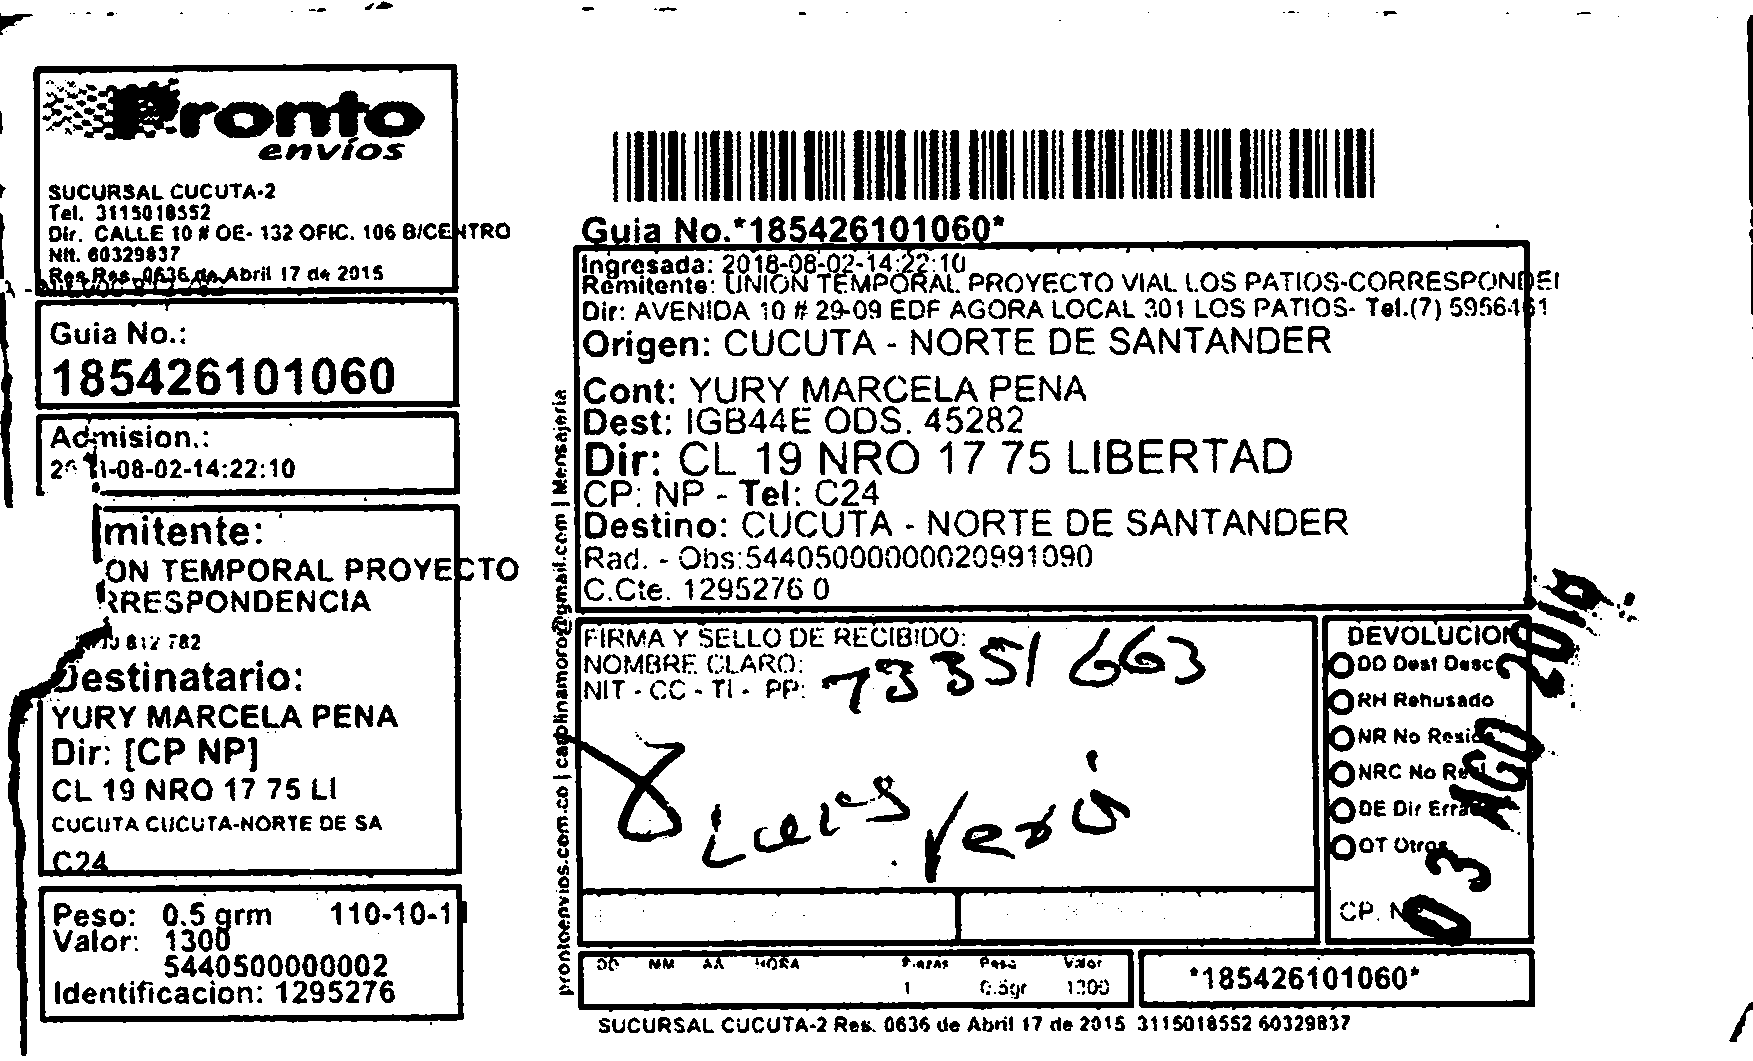 Pronto
envíos
SUCURSAL CUCUTA-2
Tel. 3115018552
Dir. CALLE 10 # OE- 132 OFIC. 106 B/CENTRO
Nit. 60329837
Res Res. 0636 de Abril 17 de 2015
Guia No.:
185426101060
Admision.:
-08-02-14:22:10
mitente:
ON TEMPORAL PROYECTO
RRESPONDENCIA
812 782
Destinatario:
YURY MARCELA PENA
Dir: [CP NP]
CL 19 NRO 17 75 LI
CUCUTA CUCUTA-NORTE DE SA
C24
Peso: 0.5 grm 110-10-1
Valor: 1300
5440500000002
Identificacion: 1295276
prontoenvios.com.co | carolinamoro@gmail.com | Mensajeria
Guia No.*185426101060*
Ingresada: 2018-08-02-14:22:10
Remitente: UNION TEMPORAL PROYECTO VIAL LOS PATIOS-CORRESPONDEI
Dir: AVENIDA 10 # 29-09 EDF AGORA LOCAL 301 LOS PATIOS- Tel.(7) 5956461
Origen: CUCUTA - NORTE DE SANTANDER
Cont: YURY MARCELA PENA
Dest: IGB44E ODS. 45282
Dir: CL 19 NRO 17 75 LIBERTAD
CP: NP - Tel: C24
Destino: CUCUTA - NORTE DE SANTANDER
Rad. - Obs:54405000000020991090
C.Cte. 1295276 0
FIRMA Y SELLO DE RECIBIDO:
NOMBRE CLARO:
NIT - CC - TI - PP: 13351663
DEVOLUCION
DD Dest Desc
RH Rehusado
NR No Resid
NRC No Recl
DE Dir Errad
OT Otros
CP. N
03 AGO 2018
DD MM AA HORA Piezas Peso Valor
1 0.5gr 1300
*185426101060*
SUCURSAL CUCUTA-2 Res. 0636 de Abril 17 de 2015 3115018552 60329837